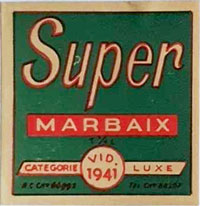 Super
MARBAIX
CATEGORIE VID. LUXE
1941